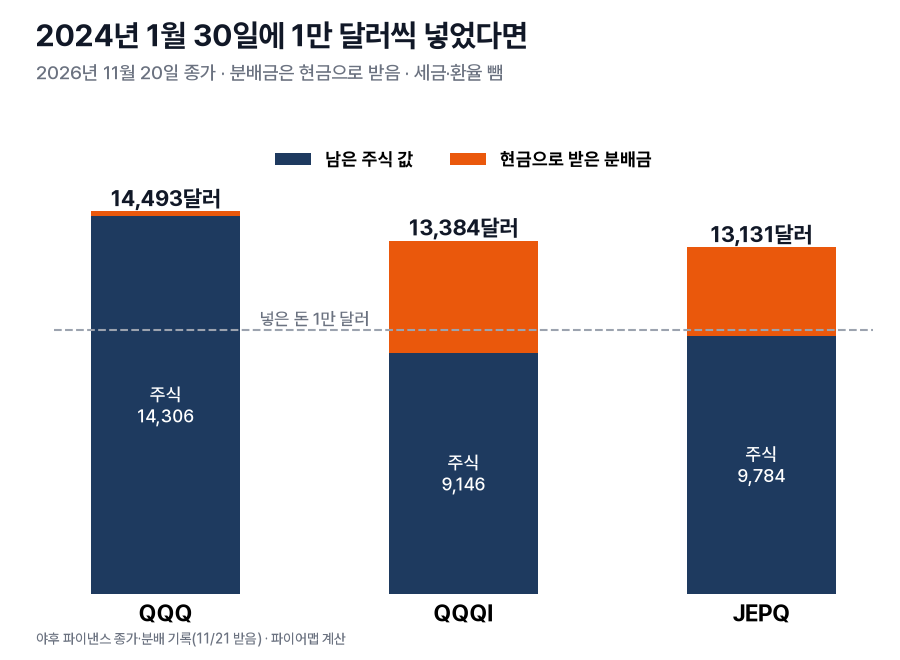 2024년 1월 30일에 1만 달러씩 넣었다면
2026년 11월 20일 종가 · 분배금은 현금으로 받음 · 세금·환율 뺌
남은 주식 값
현금으로 받은 분배금
14,493달러
13,384달러
13,131달러
넣은 돈 1만 달러
주식
14,306
주식
9,146
주식
9,784
QQQ
QQQI
JEPQ
야후 파이낸스 종가·분배 기록(11/21 받음) · 파이어맵 계산